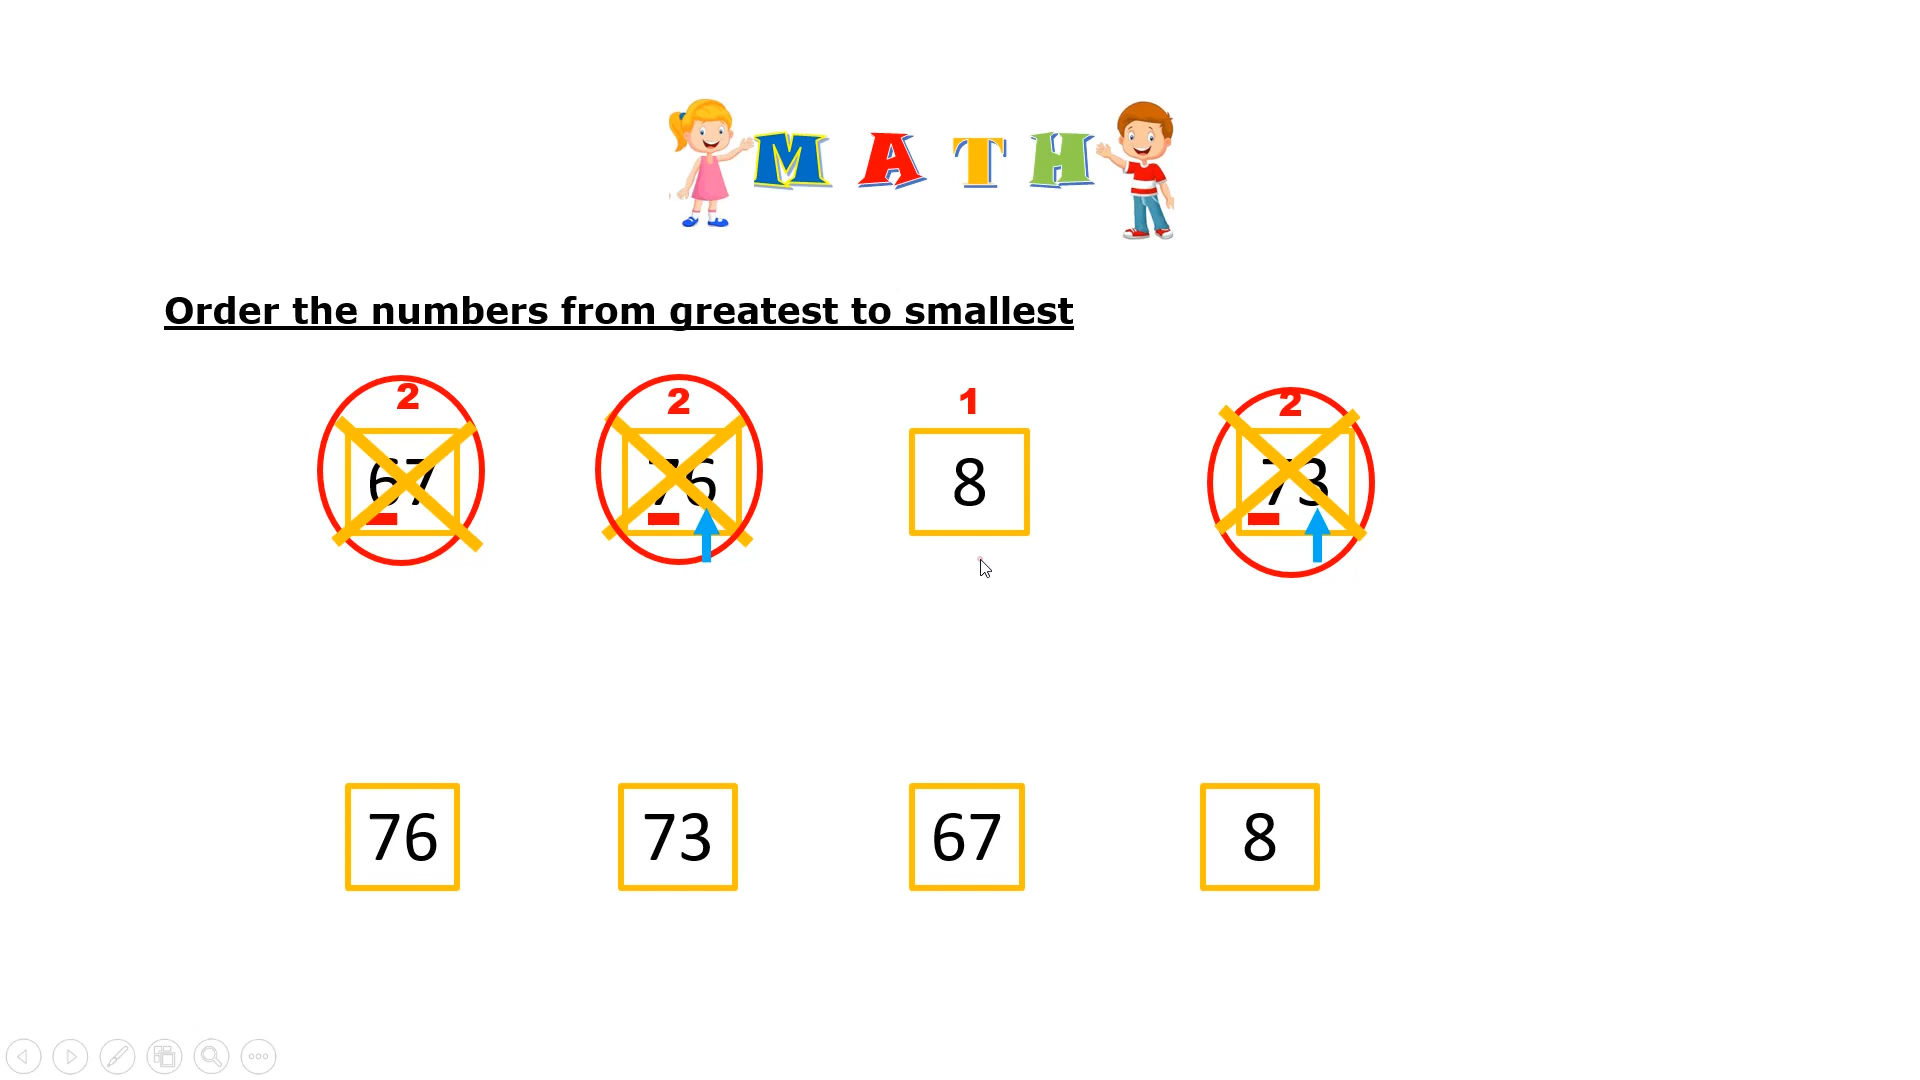 M A T H
Order the numbers from greatest to smallest
2 2 1 2
67 76 8 73
76 73 67 8